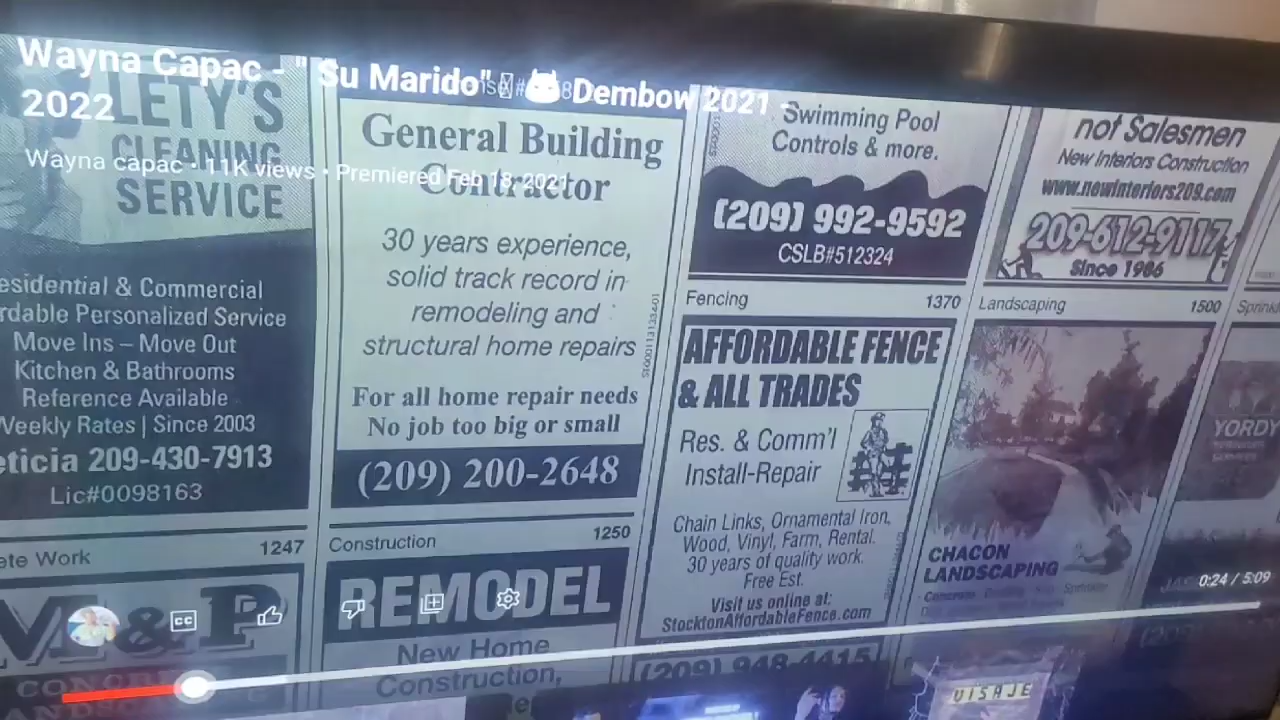 Wayna Capac - " Su Marido" Dembow 2021 -
2022
Wayna capac • 11K views • Premiered Feb 18, 2021
LETY'S
CLEANING
SERVICE
esidential & Commercial
rdable Personalized Service
Move Ins – Move Out
Kitchen & Bathrooms
Reference Available
Weekly Rates | Since 2003
eticia 209-430-7913
Lic#0098163
ete Work 1247
M & P
General Building
Contractor
30 years experience,
solid track record in
remodeling and
structural home repairs
For all home repair needs
No job too big or small
(209) 200-2648
Construction 1250
REMODEL
New Home
Construction,
Swimming Pool
Controls & more.
(209) 992-9592
CSLB#512324
Fencing 1370
AFFORDABLE FENCE
& ALL TRADES
Res. & Comm'l
Install-Repair
Chain Links, Ornamental Iron,
Wood, Vinyl, Farm, Rental.
30 years of quality work.
Free Est.
Visit us online at:
StocktonAffordableFence.com
(209) 948-4415
not Salesmen
New Interiors Construction
www.newinteriors209.com
209-612-9117
Since 1986
Landscaping 1500
CHACON
LANDSCAPING
YORDY
CC
0:24 / 5:09
VISAJE